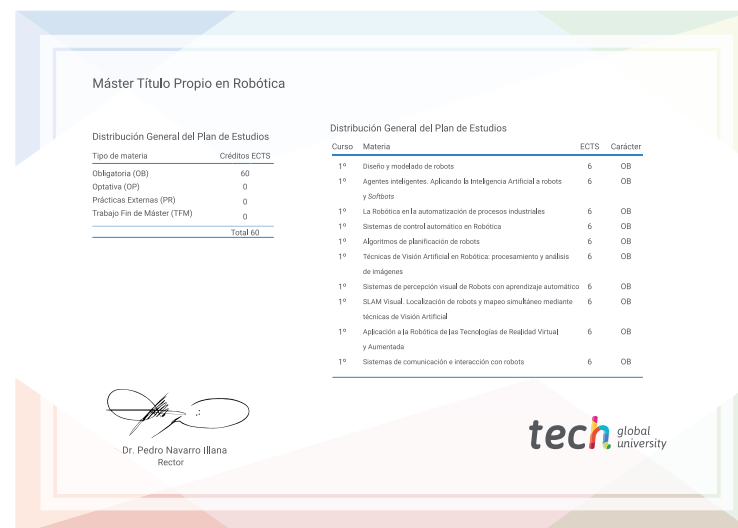 Máster Título Propio en Robótica
Distribución General del Plan de Estudios
Tipo de materia Créditos ECTS
Obligatoria (OB) 60
Optativa (OP) 0
Prácticas Externas (PR) 0
Trabajo Fin de Máster (TFM) 0
Total 60
Distribución General del Plan de Estudios
Curso Materia ECTS Carácter
1º Diseño y modelado de robots 6 OB
1º Agentes inteligentes. Aplicando la Inteligencia Artificial a robots 6 OB
y Softbots
1º La Robótica en la automatización de procesos industriales 6 OB
1º Sistemas de control automático en Robótica 6 OB
1º Algoritmos de planificación de robots 6 OB
1º Técnicas de Visión Artificial en Robótica: procesamiento y análisis 6 OB
de imágenes
1º Sistemas de percepción visual de Robots con aprendizaje automático 6 OB
1º SLAM Visual. Localización de robots y mapeo simultáneo mediante 6 OB
técnicas de Visión Artificial
1º Aplicación a la Robótica de las Tecnologías de Realidad Virtual 6 OB
y Aumentada
1º Sistemas de comunicación e interacción con robots 6 OB
Dr. Pedro Navarro Illana
Rector
tech global
university